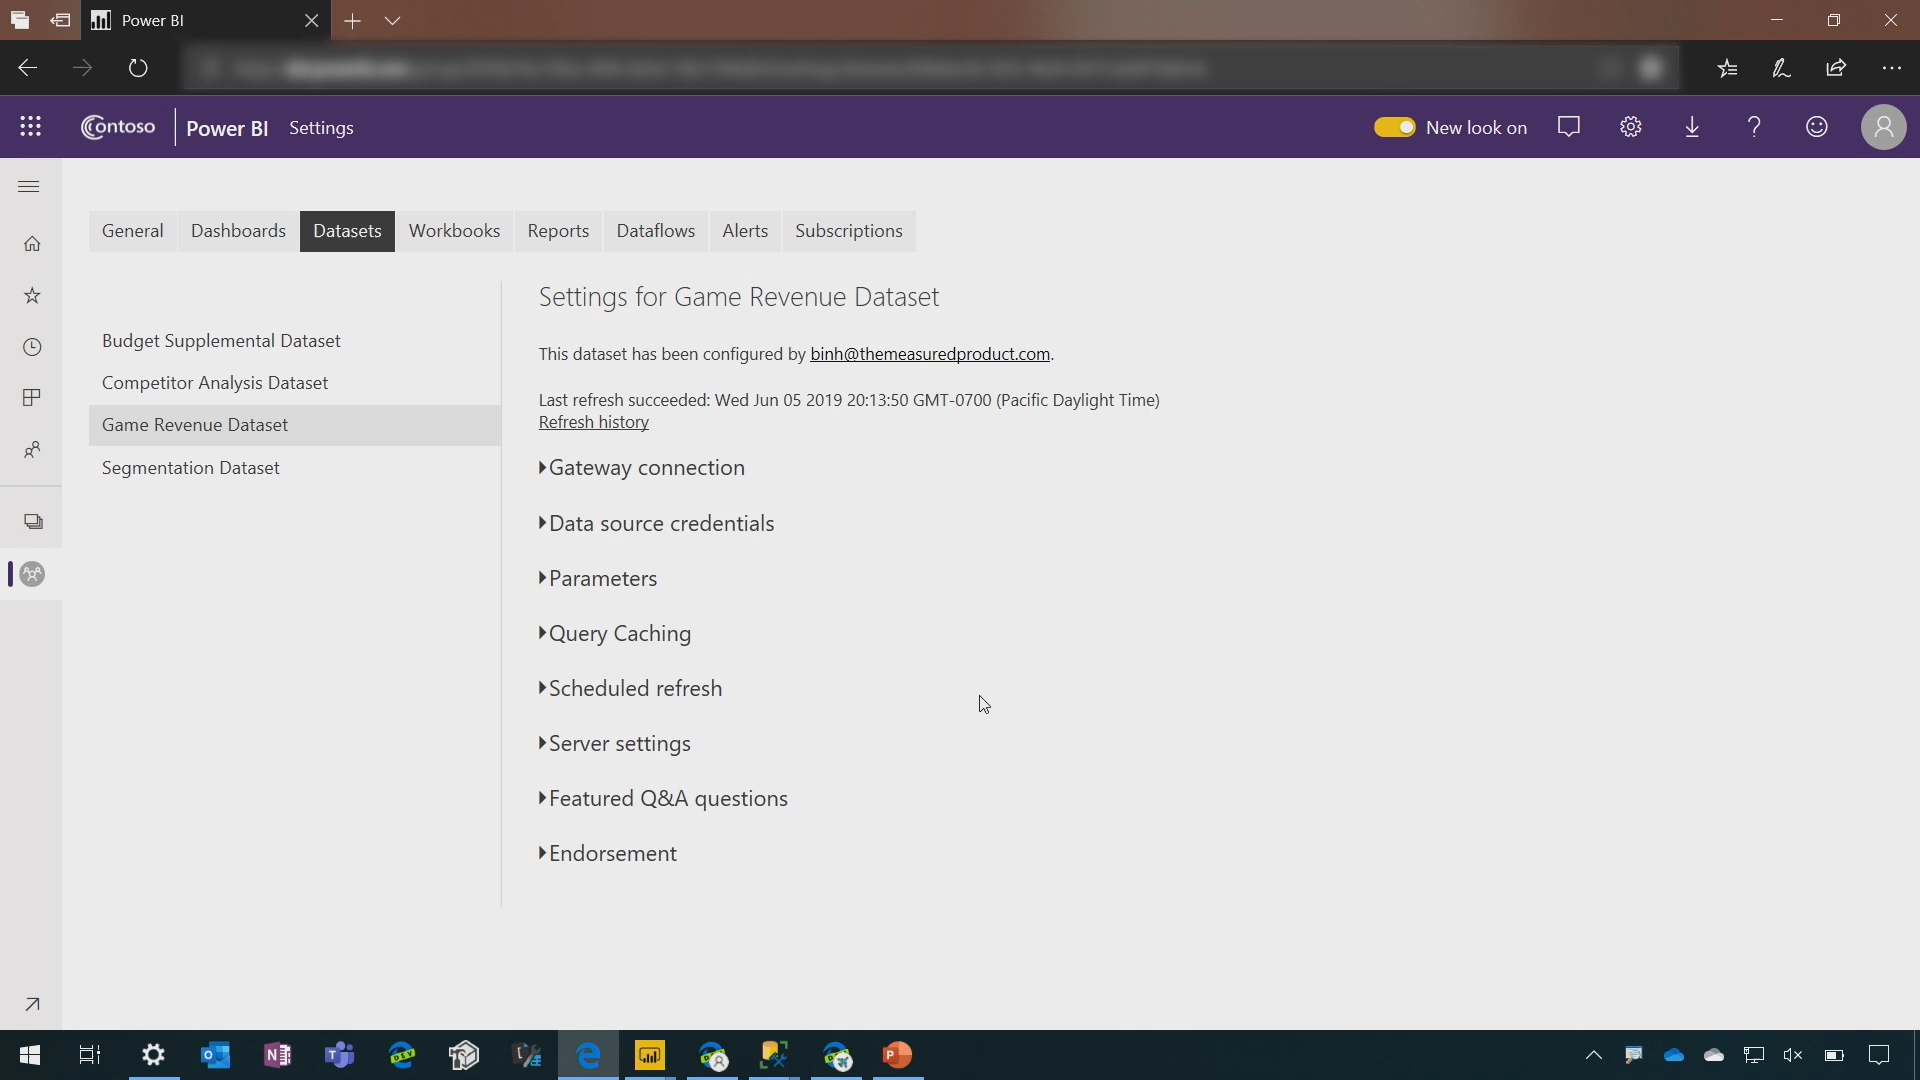 Power BI
Contoso
Power BI
Settings
New look on
General
Dashboards
Datasets
Workbooks
Reports
Dataflows
Alerts
Subscriptions
Budget Supplemental Dataset
Competitor Analysis Dataset
Game Revenue Dataset
Segmentation Dataset
Settings for Game Revenue Dataset
This dataset has been configured by binh@themeasuredproduct.com.
Last refresh succeeded: Wed Jun 05 2019 20:13:50 GMT-0700 (Pacific Daylight Time)
Refresh history
Gateway connection
Data source credentials
Parameters
Query Caching
Scheduled refresh
Server settings
Featured Q&A questions
Endorsement